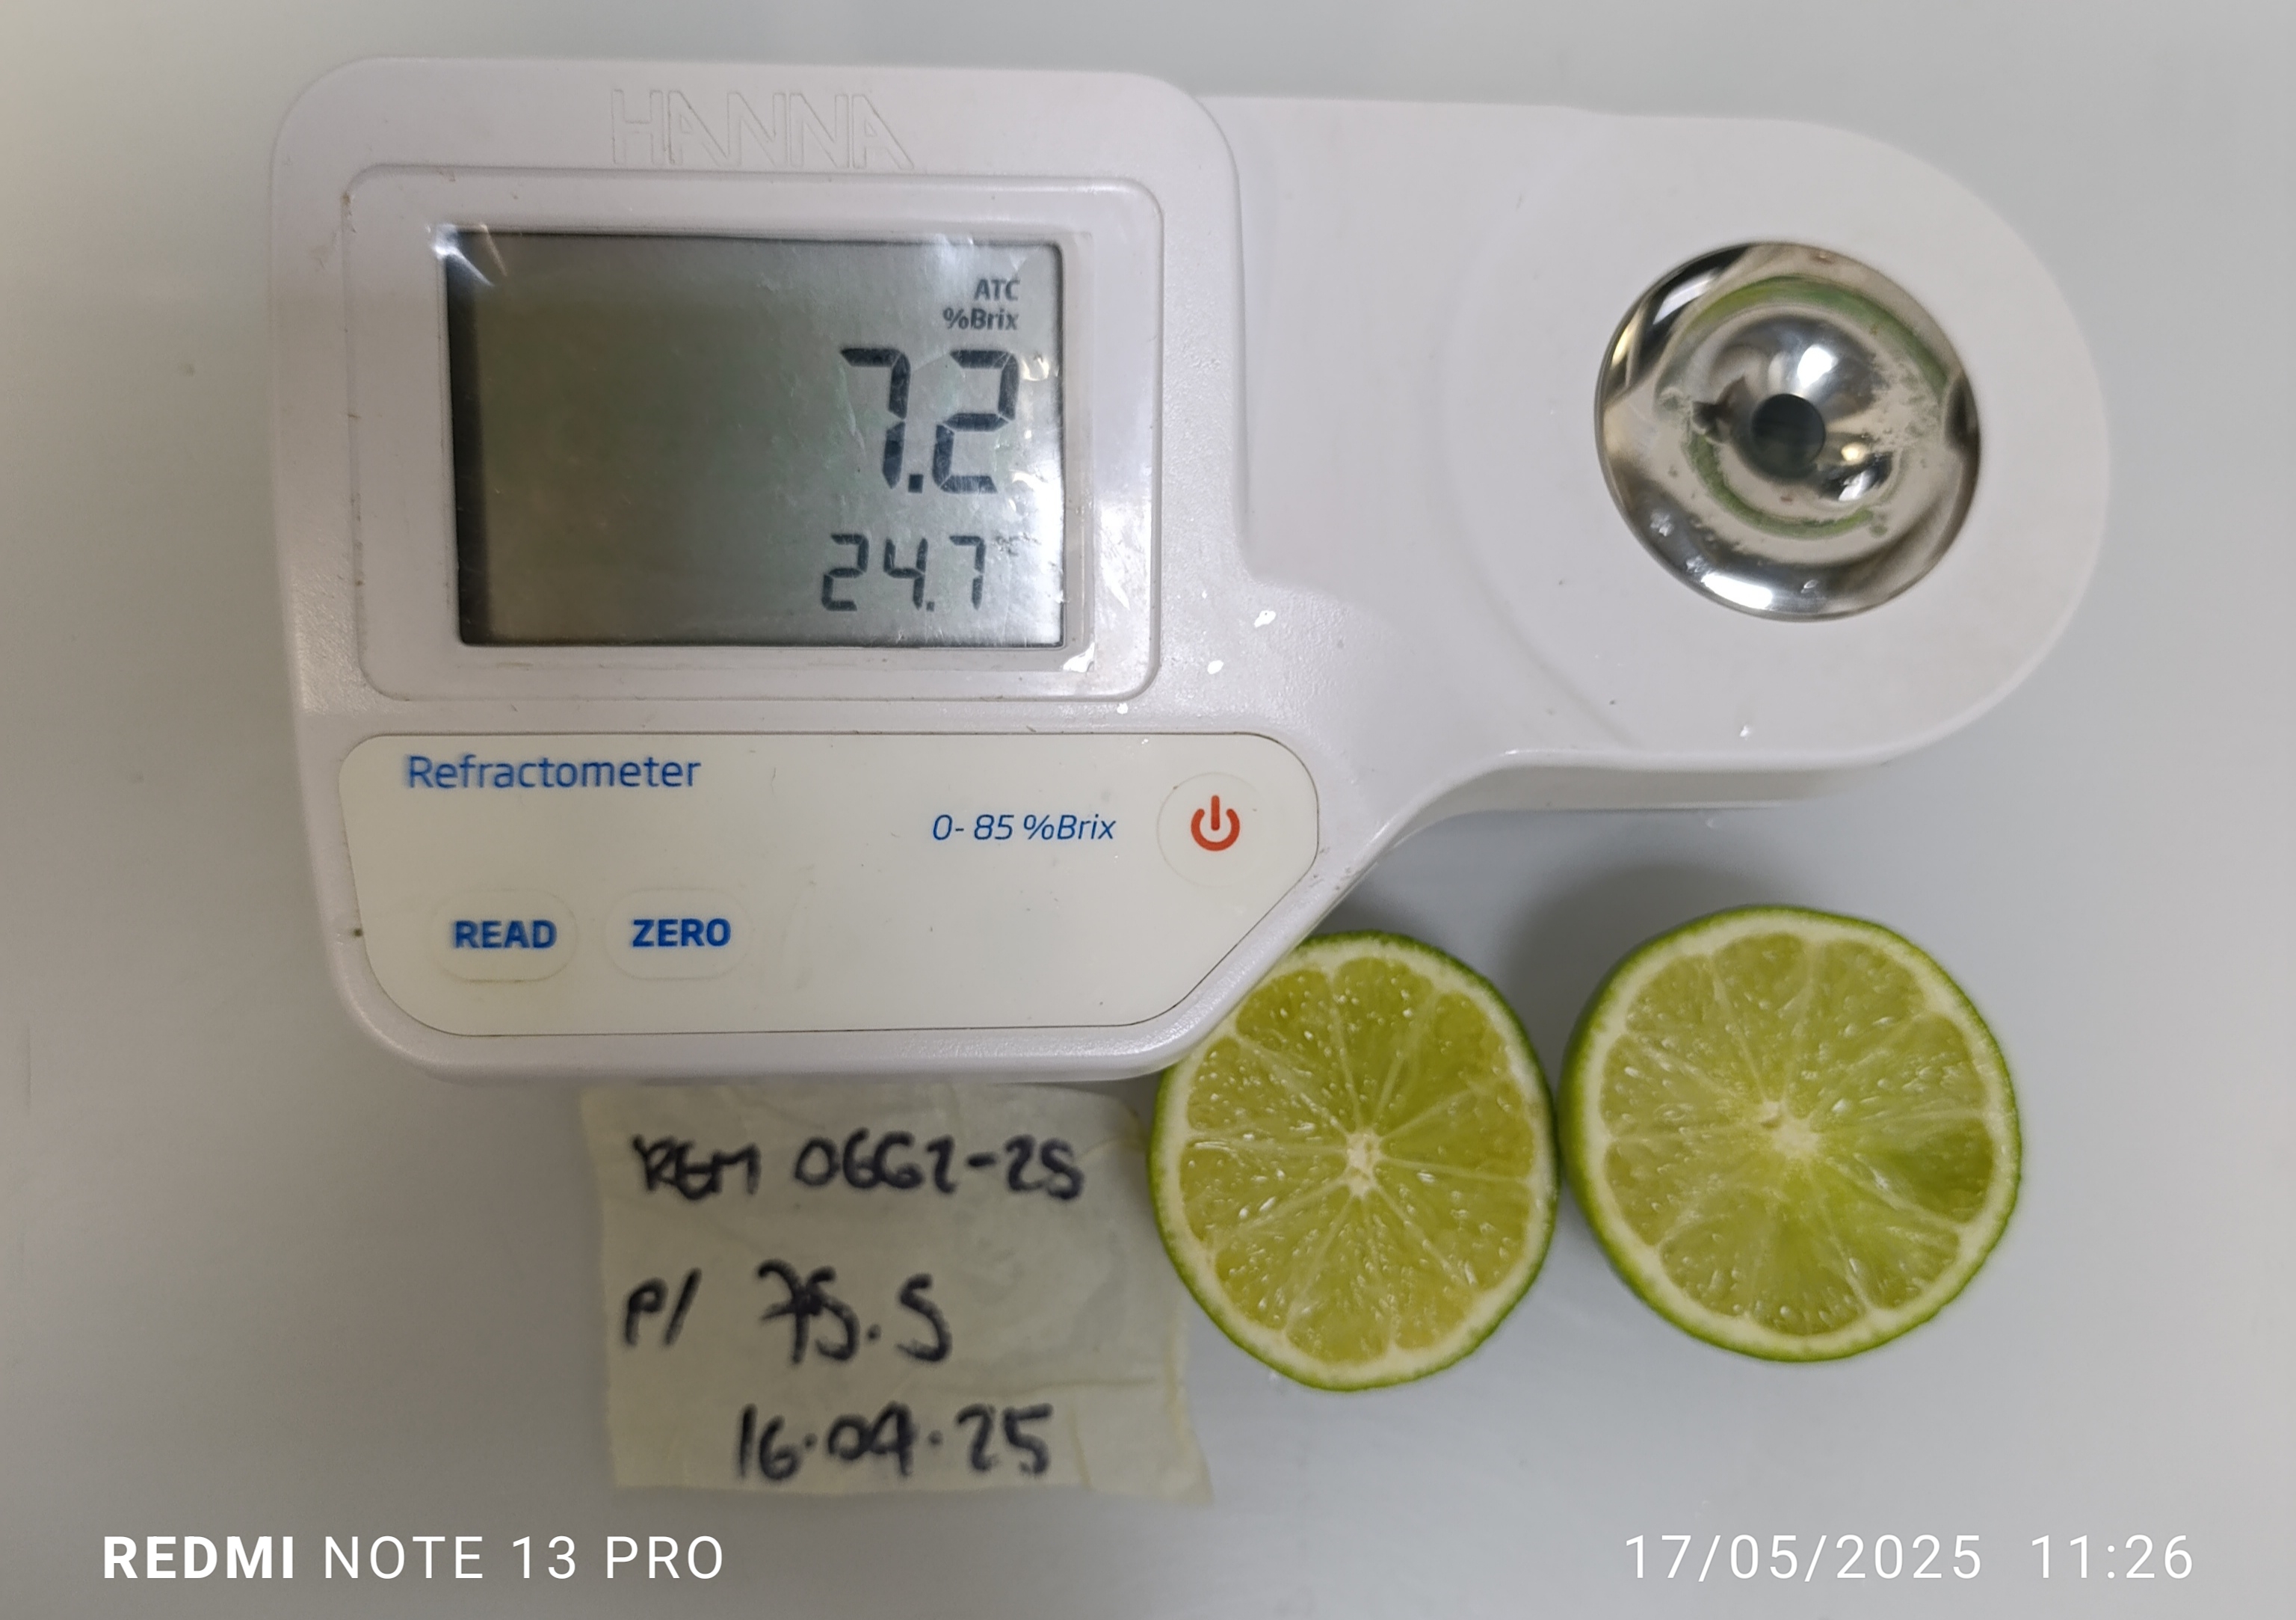 HANNA
ATC
%Brix
7.2
24.7°C
Refractometer
0- 85 %Brix
READ ZERO
REM 0662-25
P/ 75.5
16.04.25
REDMI NOTE 13 PRO
17/05/2025 11:26